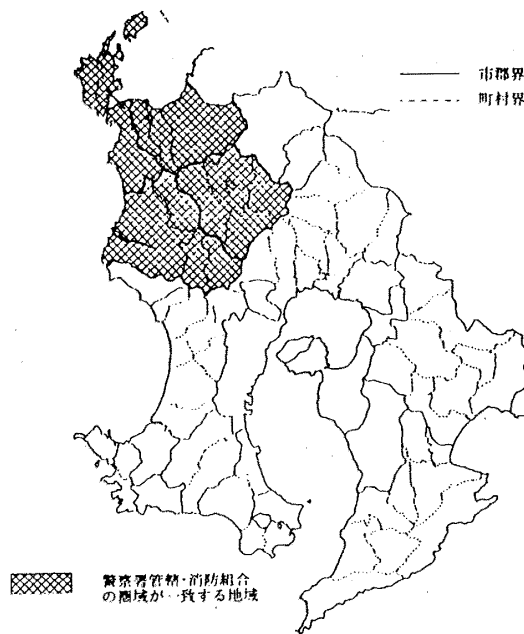 市郡界
町村界
警察署管轄・消防組合
の圏域が一致する地域